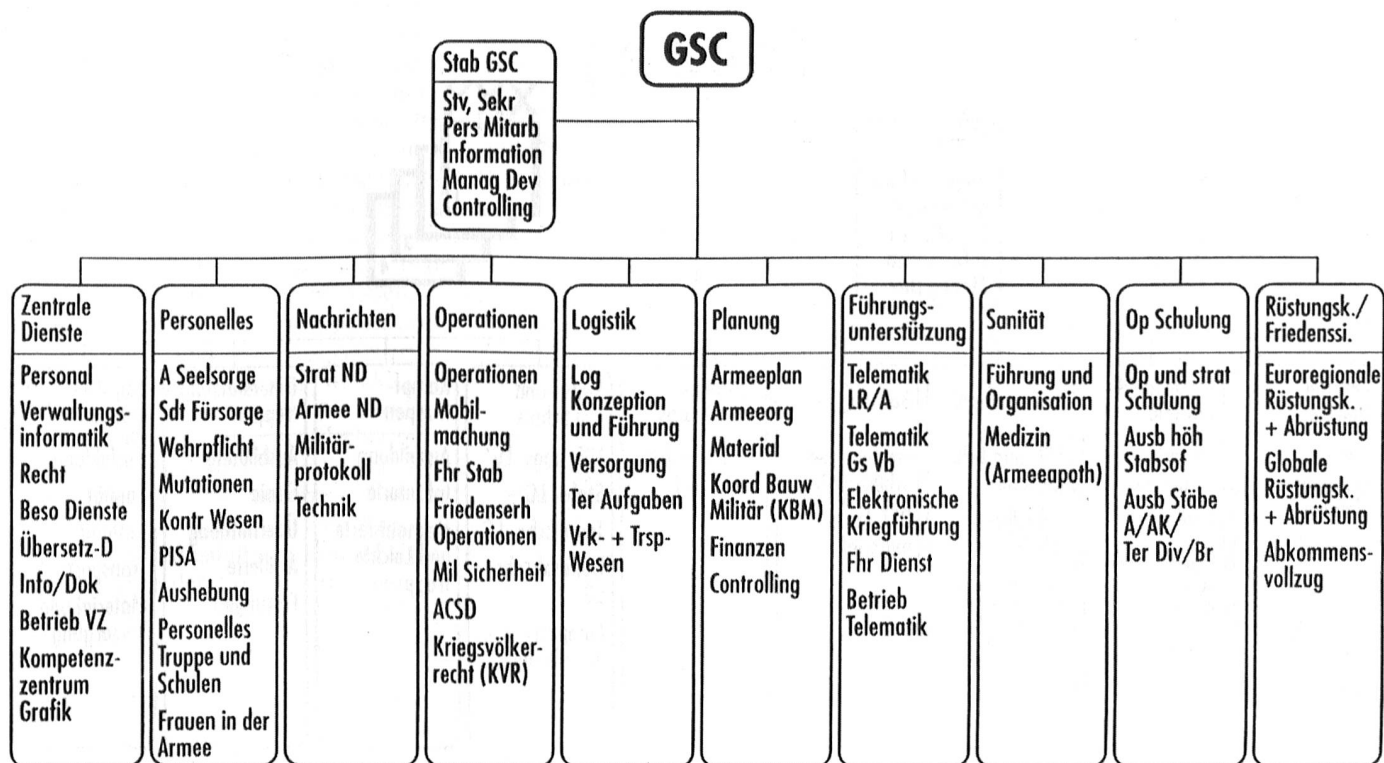 GSC
Stab GSC
Stv, Sekr
Pers Mitarb
Information
Manag Dev
Controlling
Zentrale
Dienste
Personal
Verwaltungs-
informatik
Recht
Beso Dienste
Übersetz-D
Info/Dok
Betrieb VZ
Kompetenz-
zentrum
Grafik
Personelles
A Seelsorge
Sdt Fürsorge
Wehrpflicht
Mutationen
Kontr Wesen
PISA
Aushebung
Personelles
Truppe und
Schulen
Frauen in der
Armee
Nachrichten
Strat ND
Armee ND
Militär-
protokoll
Technik
Operationen
Operationen
Mobil-
machung
Fhr Stab
Friedenserh
Operationen
Mil Sicherheit
ACSD
Kriegsvölker-
recht (KVR)
Logistik
Log
Konzeption
und Führung
Versorgung
Ter Aufgaben
Vrk- + Trsp-
Wesen
Planung
Armeeplan
Armeeorg
Material
Koord Bauw
Militär (KBM)
Finanzen
Controlling
Führungs-
unterstützung
Telematik
LR/A
Telematik
Gs Vb
Elektronische
Kriegführung
Fhr Dienst
Betrieb
Telematik
Sanität
Führung und
Organisation
Medizin
(Armeeapoth)
Op Schulung
Op und strat
Schulung
Ausb höh
Stabsof
Ausb Stäbe
A/AK/
Ter Div/Br
Rüstungsk./
Friedenssi.
Euroregionale
Rüstungsk.
+ Abrüstung
Globale
Rüstungsk.
+ Abrüstung
Abkommens-
vollzug